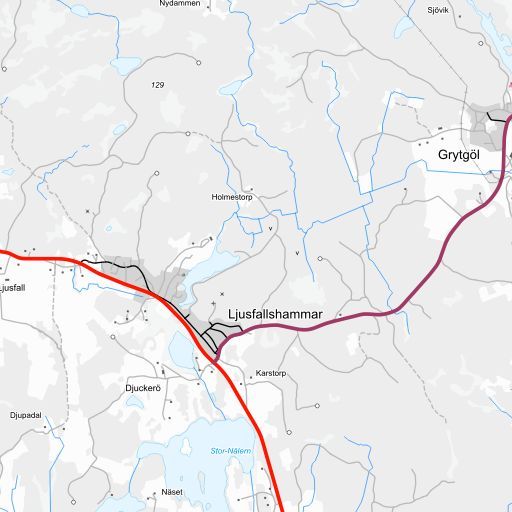 Nydammen
Sjövik
129
Grytgöl
Holmestorp
Ljusfall
Ljusfallshammar
Karstorp
Djuckerö
Djupadal
Stor-Nälern
Näset